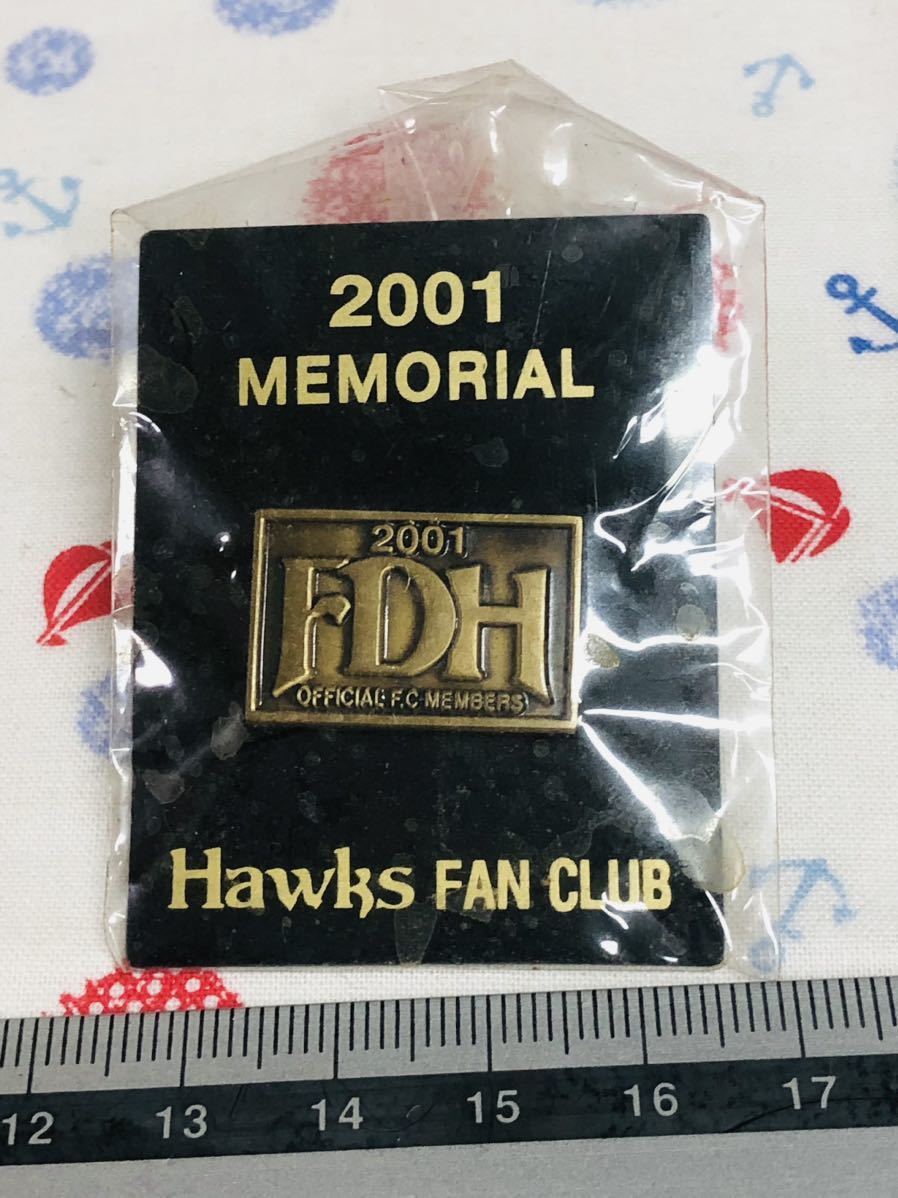 2001
MEMORIAL
2001
FDH
OFFICIAL F.C MEMBERS
Hawks FAN CLUB
12 13 14 15 16 17